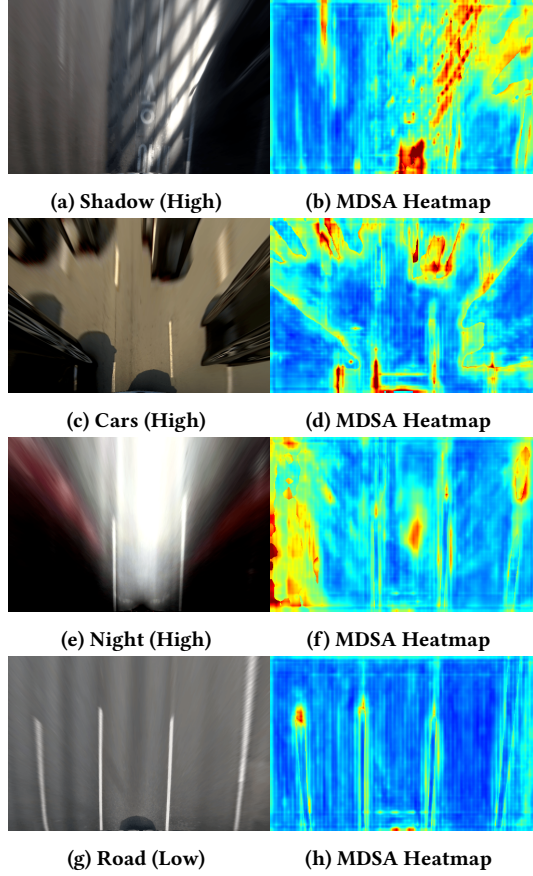 (a) Shadow (High) (b) MDSA Heatmap
(c) Cars (High) (d) MDSA Heatmap
(e) Night (High) (f) MDSA Heatmap
(g) Road (Low) (h) MDSA Heatmap